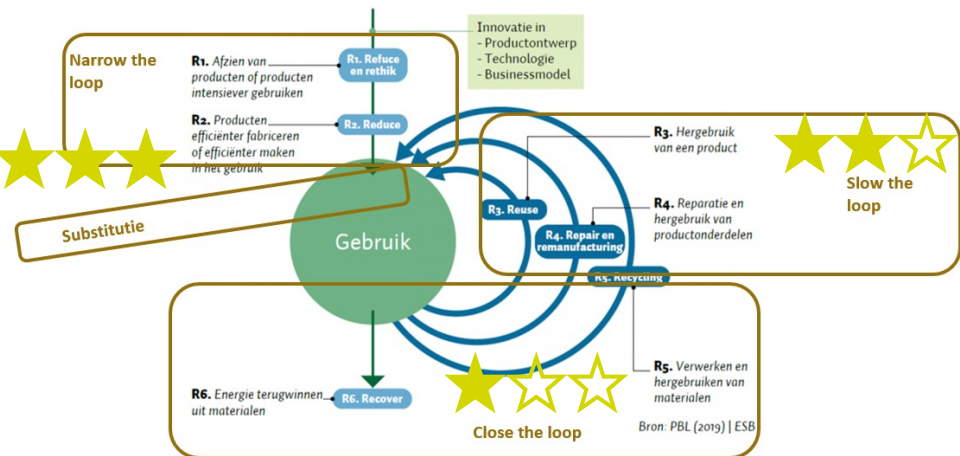 Innovatie in
- Productontwerp
- Technologie
- Businessmodel
Narrow the
loop
R1. Afzien van
producten of producten
intensiever gebruiken
R1. Refuce
en rethik
R2. Producten
efficiënter fabriceren
of efficiënter maken
in het gebruik
R2. Reduce
R3. Hergebruik
van een product
Slow the
loop
R3. Reuse
R4. Reparatie en
hergebruik van
productonderdelen
R4. Repair en
remanufacturing
Substitutie
Gebruik
R5. Recycling
R5. Verwerken en
hergebruiken van
materialen
R6. Energie terugwinnen
uit materialen
R6. Recover
Close the loop
Bron: PBL (2019) | ESB